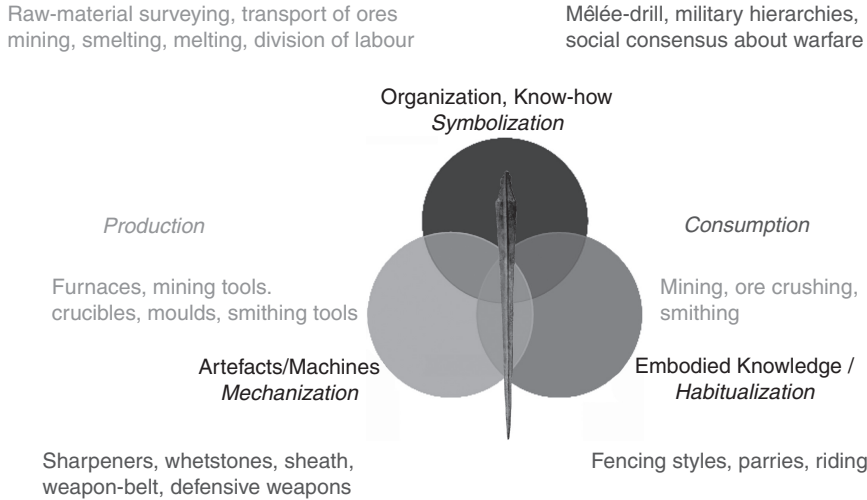 Raw-material surveying, transport of ores
mining, smelting, melting, division of labour
Mêlée-drill, military hierarchies,
social consensus about warfare
Organization, Know-how
Symbolization
Production
Consumption
Furnaces, mining tools.
crucibles, moulds, smithing tools
Mining, ore crushing,
smithing
Artefacts/Machines
Mechanization
Embodied Knowledge /
Habitualization
Sharpeners, whetstones, sheath,
weapon-belt, defensive weapons
Fencing styles, parries, riding